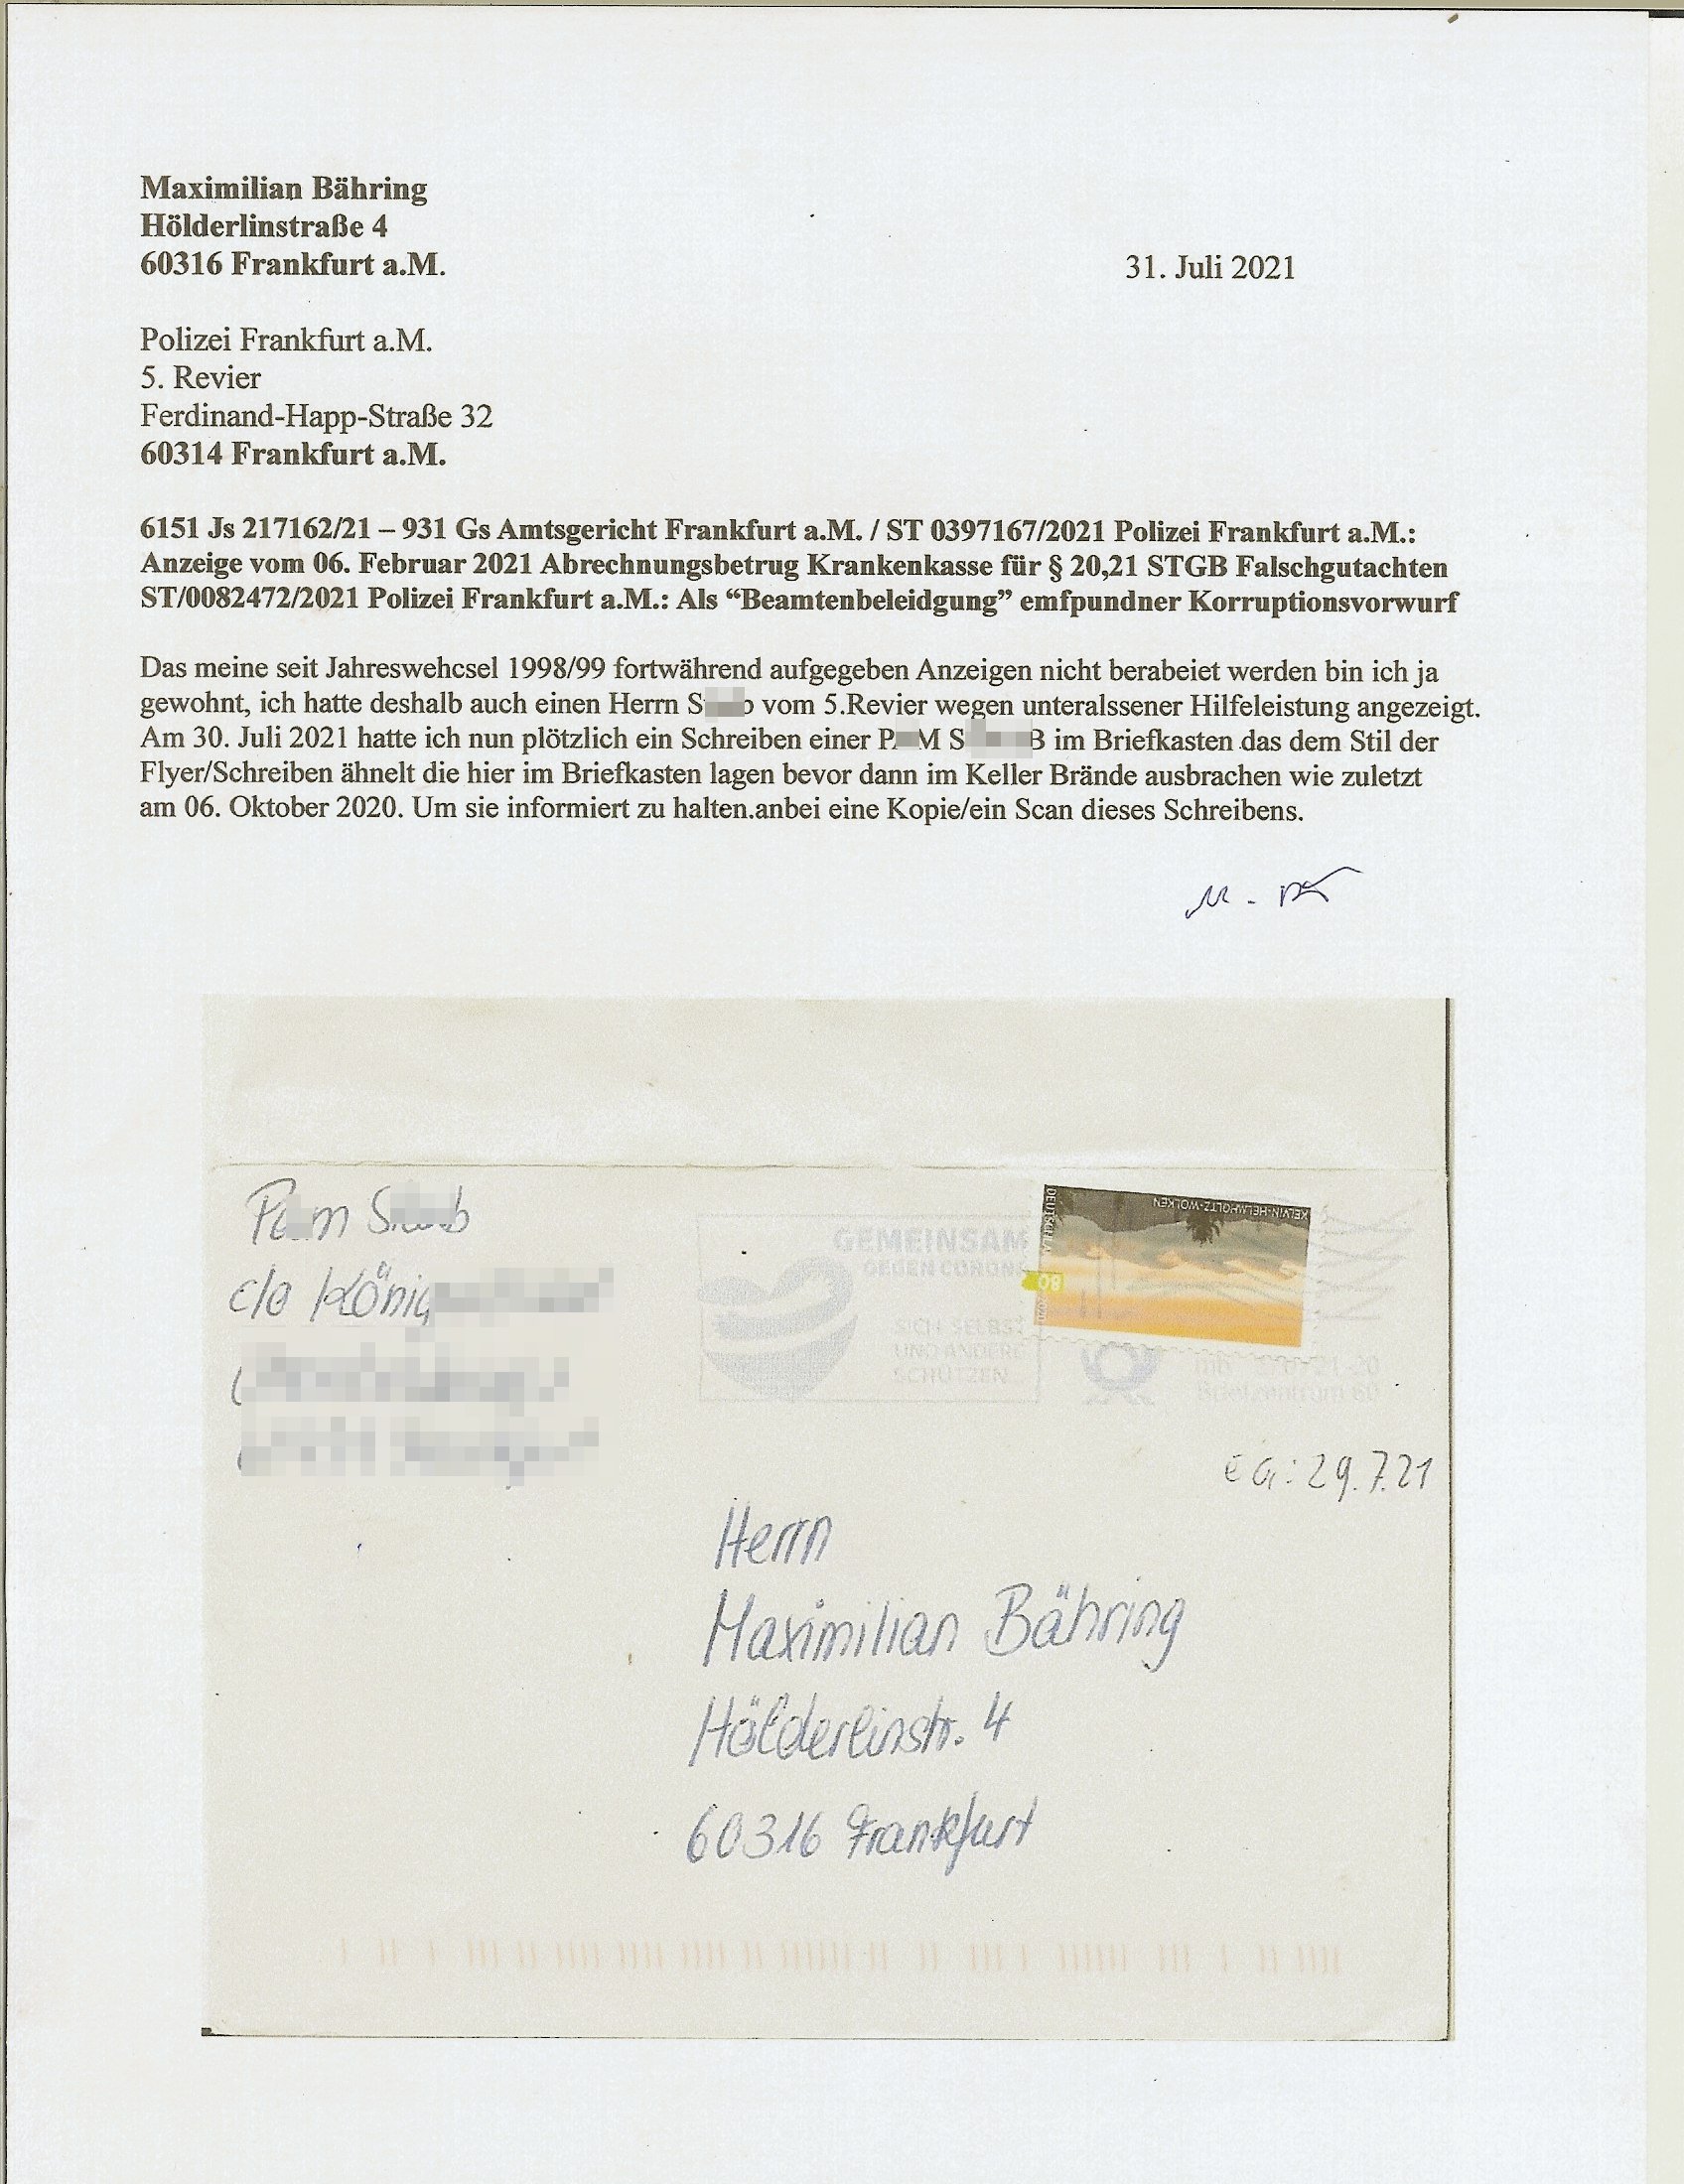 Maximilian Bähring
Hölderlinstraße 4
60316 Frankfurt a.M.
31. Juli 2021
Polizei Frankfurt a.M.
5. Revier
Ferdinand-Happ-Straße 32
60314 Frankfurt a.M.
6151 Js 217162/21 – 931 Gs Amtsgericht Frankfurt a.M. / ST 0397167/2021 Polizei Frankfurt a.M.:
Anzeige vom 06. Februar 2021 Abrechnungsbetrug Krankenkasse für § 20,21 STGB Falschgutachten
ST/0082472/2021 Polizei Frankfurt a.M.: Als “Beamtenbeleidgung” emfpundner Korruptionsvorwurf
Das meine seit Jahreswehcsel 1998/99 fortwährend aufgegeben Anzeigen nicht berabeiet werden bin ich ja
gewohnt, ich hatte deshalb auch einen Herrn vom 5.Revier wegen unteralssener Hilfeleistung angezeigt.
Am 30. Juli 2021 hatte ich nun plötzlich ein Schreiben einer im Briefkasten das dem Stil der
Flyer/Schreiben ähnelt die hier im Briefkasten lagen bevor dann im Keller Brände ausbrachen wie zuletzt
am 06. Oktober 2020. Um sie informiert zu halten.anbei eine Kopie/ein Scan dieses Schreibens.
c/o
GEMEINSAM
GEGEN CORONA
SICH SELBST
UND ANDERE
SCHÜTZEN
KELVIN-HELMHOLTZ-WOLKEN
80
Briefzentrum 60
EG: 29.7.21
Herrn
Maximilian Bähring
Hölderlinstr. 4
60316 Frankfurt